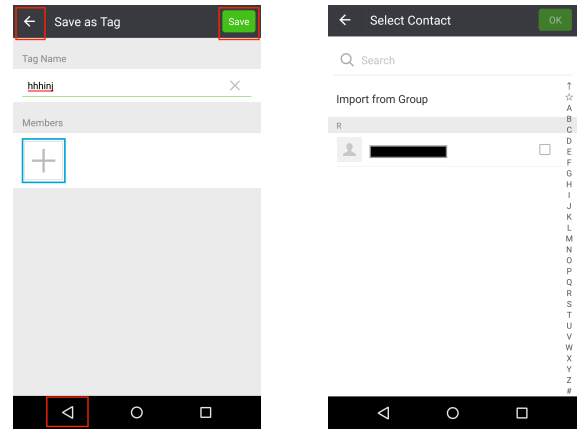 Save as Tag
Save
Tag Name
hhhinj
Members
Select Contact
OK
Search
Import from Group
R
↑
☆
A
B
C
D
E
F
G
H
I
J
K
L
M
N
O
P
Q
R
S
T
U
V
W
X
Y
Z
#